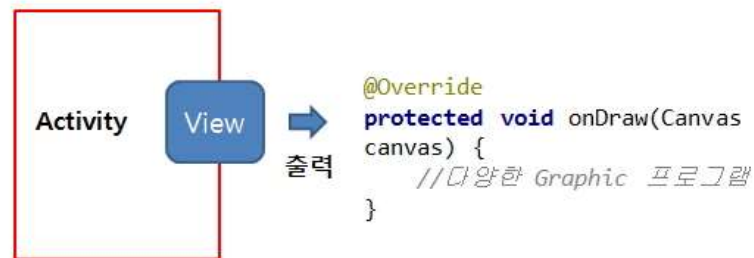 Activity
View
출력
@Override
protected void onDraw(Canvas
canvas) {
//다양한 Graphic 프로그램
}